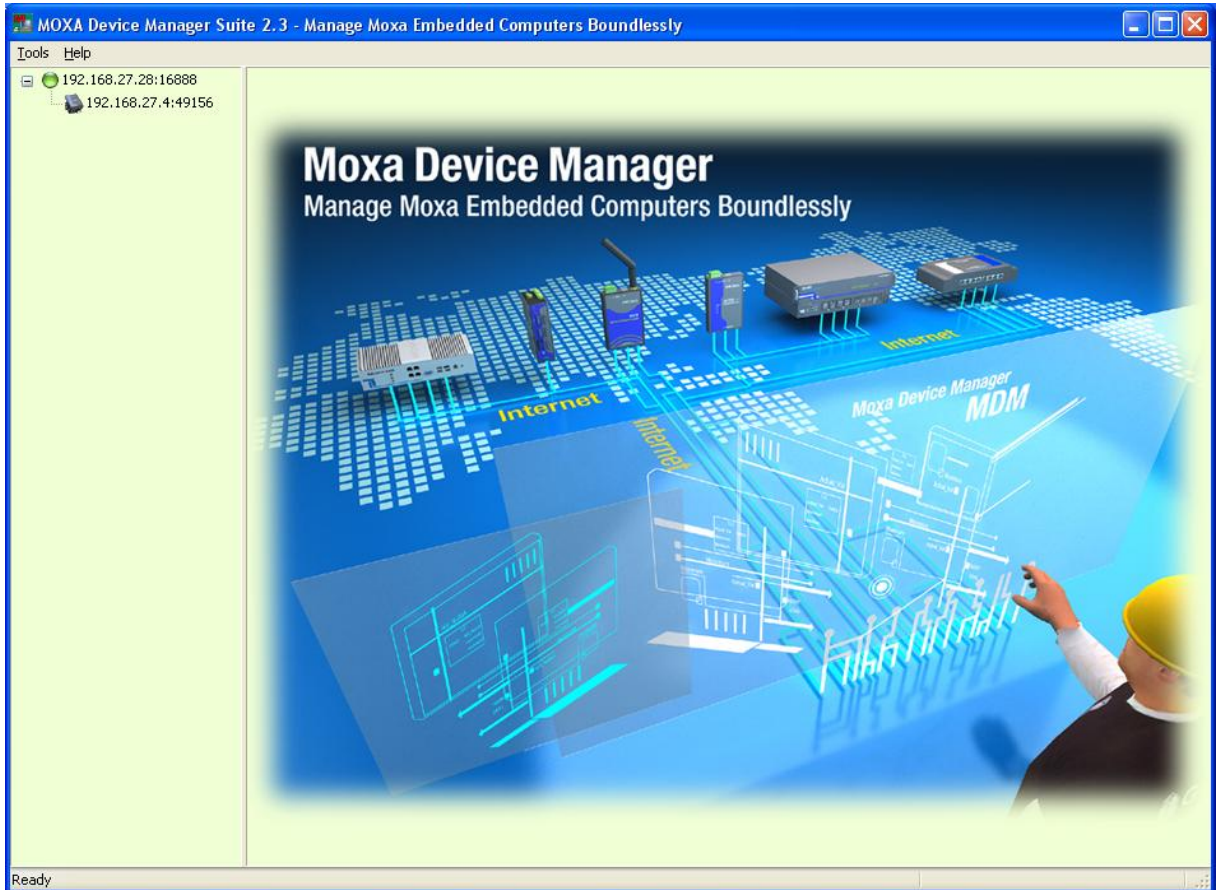 MOXA Device Manager Suite 2.3 - Manage Moxa Embedded Computers Boundlessly
Tools Help
192.168.27.28:16888
192.168.27.4:49156
Moxa Device Manager
Manage Moxa Embedded Computers Boundlessly
Internet
Internet
Internet
Moxa Device Manager
MDM
Ready